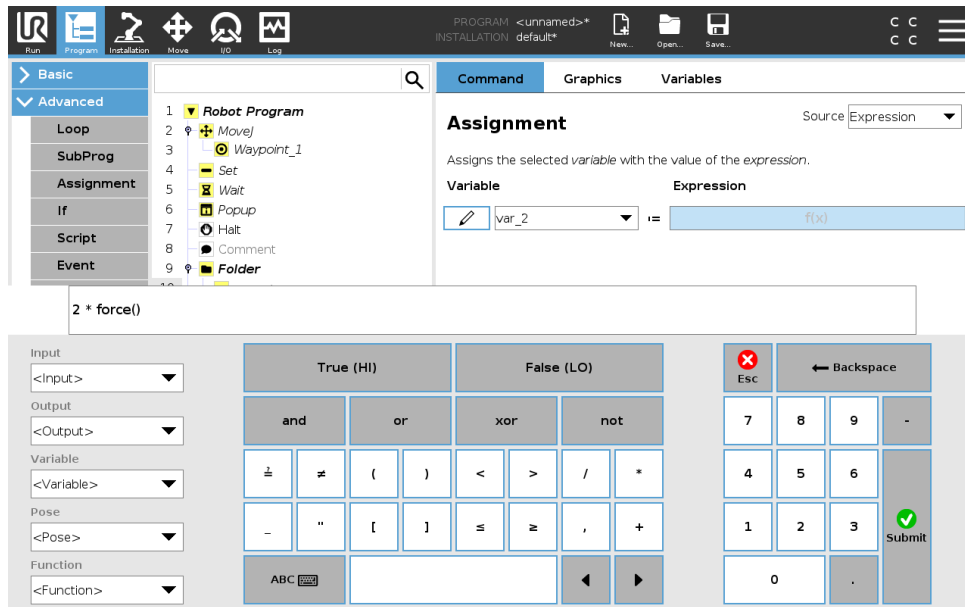 PROGRAM <unnamed>*
INSTALLATION default*
Run Program Installation Move I/O Log New... Open... Save...
C C
C C
Basic
Advanced
Loop
SubProg
Assignment
If
Script
Event
1 Robot Program
2 MoveJ
3 Waypoint_1
4 Set
5 Wait
6 Popup
7 Halt
8 Comment
9 Folder
Command Graphics Variables
Assignment
Source Expression
Assigns the selected variable with the value of the expression.
Variable Expression
var_2 := f(x)
2 * force()
Input
<Input>
Output
<Output>
Variable
<Variable>
Pose
<Pose>
Function
<Function>
True (HI) False (LO)
and or xor not
≟ ≠ ( ) < > / *
_ " [ ] ≤ ≥ , +
ABC
Esc Backspace
7 8 9 -
4 5 6
1 2 3 Submit
0 .